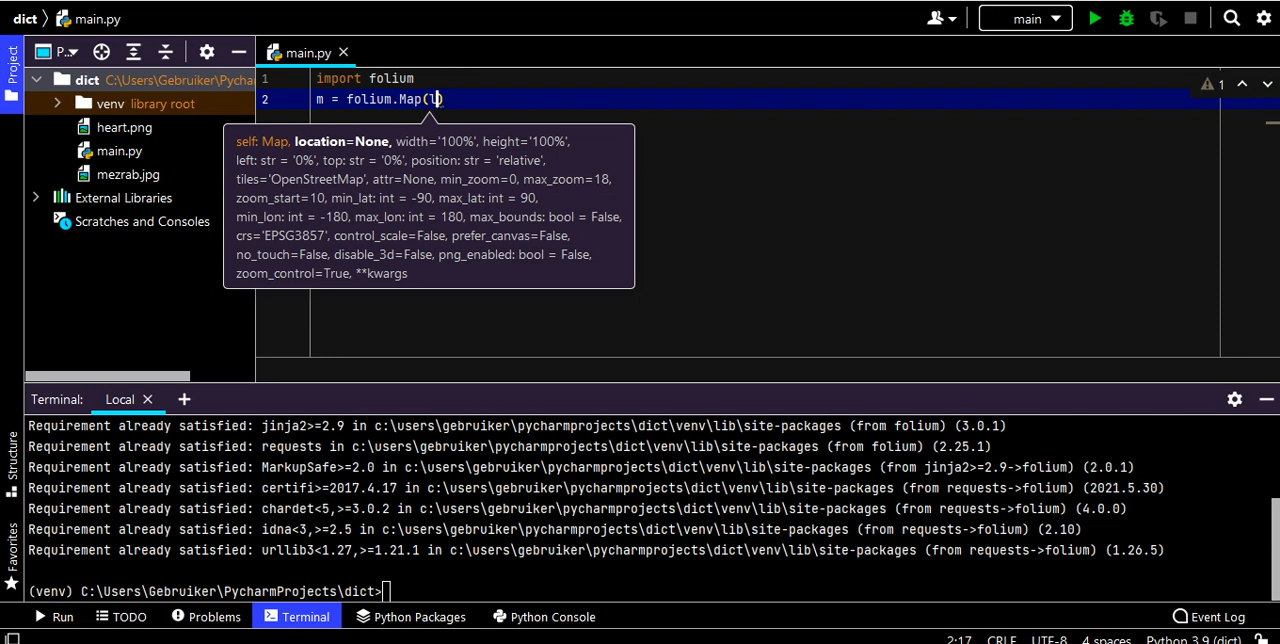 dict main.py
main
Project
P...
main.py
dict C:\Users\Gebruiker\Pychar
venv library root
heart.png
main.py
mezrab.jpg
External Libraries
Scratches and Consoles
1 import folium
2 m = folium.Map(l)
1
self: Map, location=None, width='100%', height='100%',
left: str = '0%', top: str = '0%', position: str = 'relative',
tiles='OpenStreetMap', attr=None, min_zoom=0, max_zoom=18,
zoom_start=10, min_lat: int = -90, max_lat: int = 90,
min_lon: int = -180, max_lon: int = 180, max_bounds: bool = False,
crs='EPSG3857', control_scale=False, prefer_canvas=False,
no_touch=False, disable_3d=False, png_enabled: bool = False,
zoom_control=True, **kwargs
Terminal: Local
Requirement already satisfied: jinja2>=2.9 in c:\users\gebruiker\pycharmprojects\dict\venv\lib\site-packages (from folium) (3.0.1)
Requirement already satisfied: requests in c:\users\gebruiker\pycharmprojects\dict\venv\lib\site-packages (from folium) (2.25.1)
Requirement already satisfied: MarkupSafe>=2.0 in c:\users\gebruiker\pycharmprojects\dict\venv\lib\site-packages (from jinja2>=2.9->folium) (2.0.1)
Requirement already satisfied: certifi>=2017.4.17 in c:\users\gebruiker\pycharmprojects\dict\venv\lib\site-packages (from requests->folium) (2021.5.30)
Requirement already satisfied: chardet<5,>=3.0.2 in c:\users\gebruiker\pycharmprojects\dict\venv\lib\site-packages (from requests->folium) (4.0.0)
Requirement already satisfied: idna<3,>=2.5 in c:\users\gebruiker\pycharmprojects\dict\venv\lib\site-packages (from requests->folium) (2.10)
Requirement already satisfied: urllib3<1.27,>=1.21.1 in c:\users\gebruiker\pycharmprojects\dict\venv\lib\site-packages (from requests->folium) (1.26.5)
(venv) C:\Users\Gebruiker\PycharmProjects\dict>
Structure
Favorites
Run TODO Problems Terminal Python Packages Python Console Event Log
2:17 CRLF UTF-8 4 spaces Python 3.9 (dict)